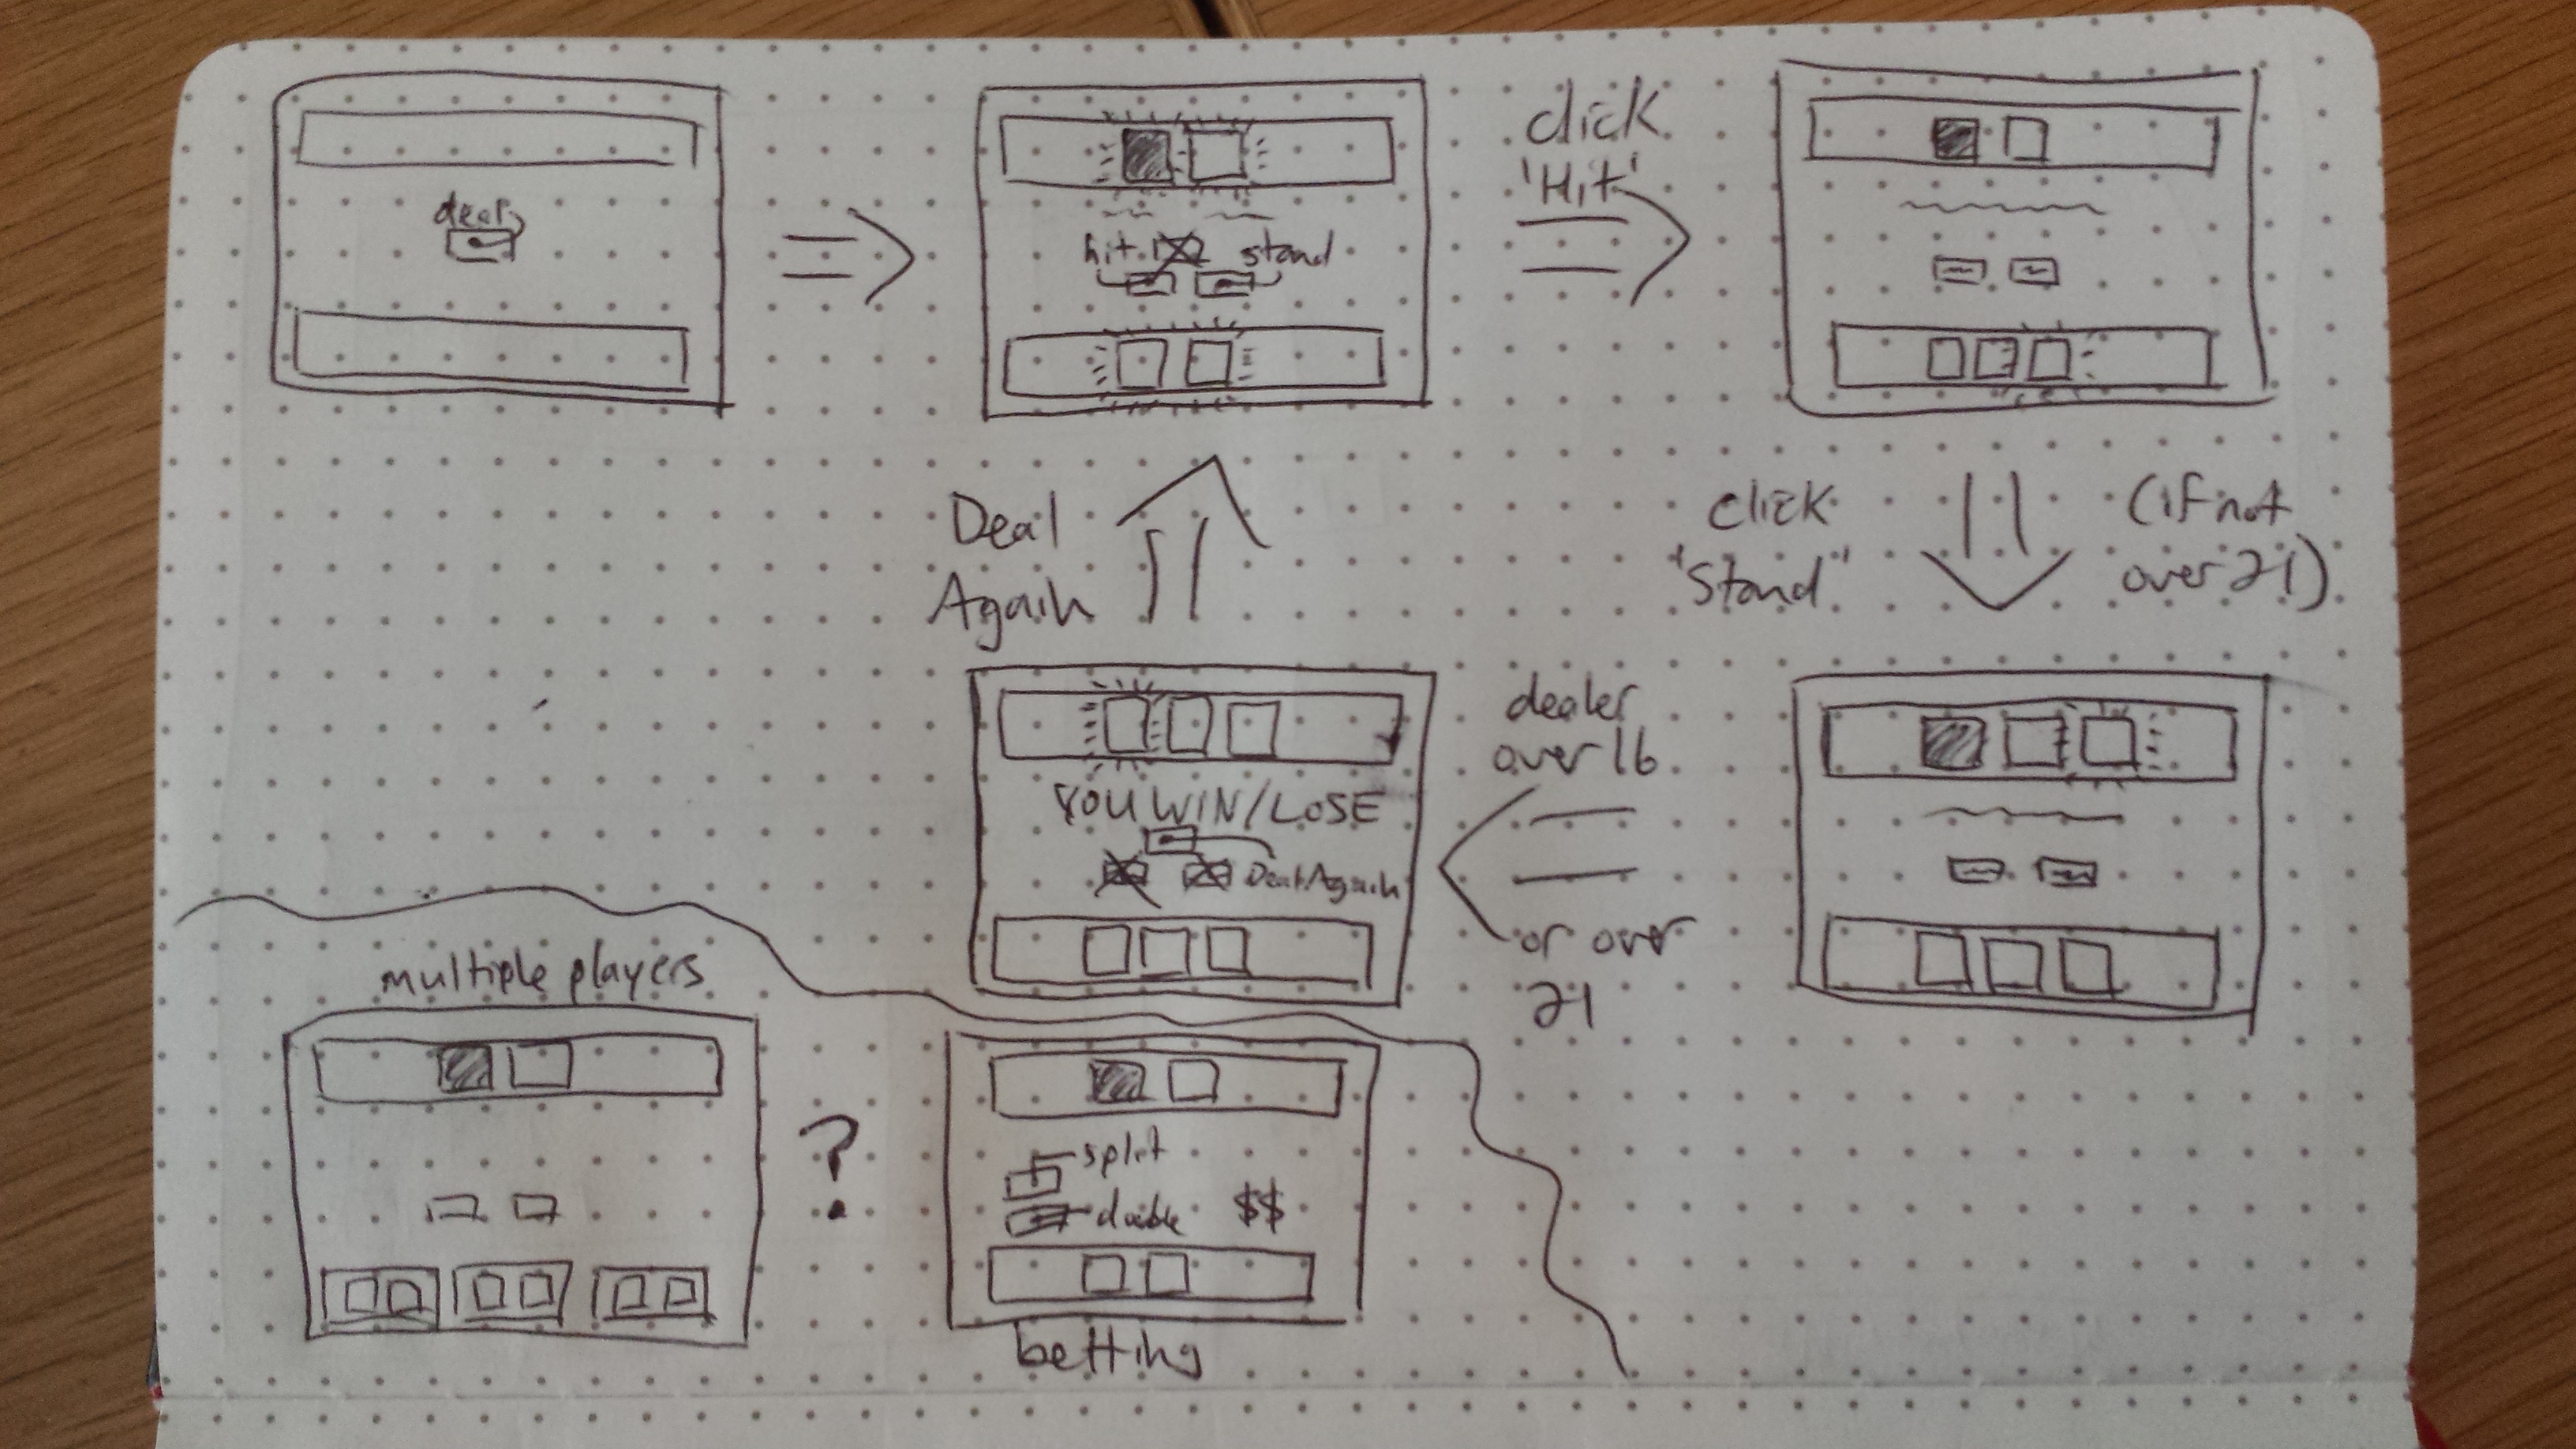 deal
hit
stand
click
'Hit'
Deal
Again
click
'Stand'
(if not
over 21)
YOU WIN/LOSE
Deal Again
dealer
over 16
or over
21
multiple players
?
split
double
$$
betting